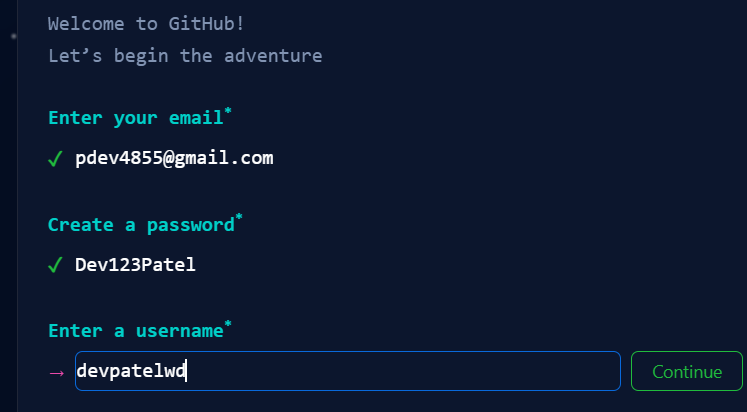 Welcome to GitHub!
Let’s begin the adventure
Enter your email*
✓ pdev4855@gmail.com
Create a password*
✓ Dev123Patel
Enter a username*
→ devpatelwd
Continue